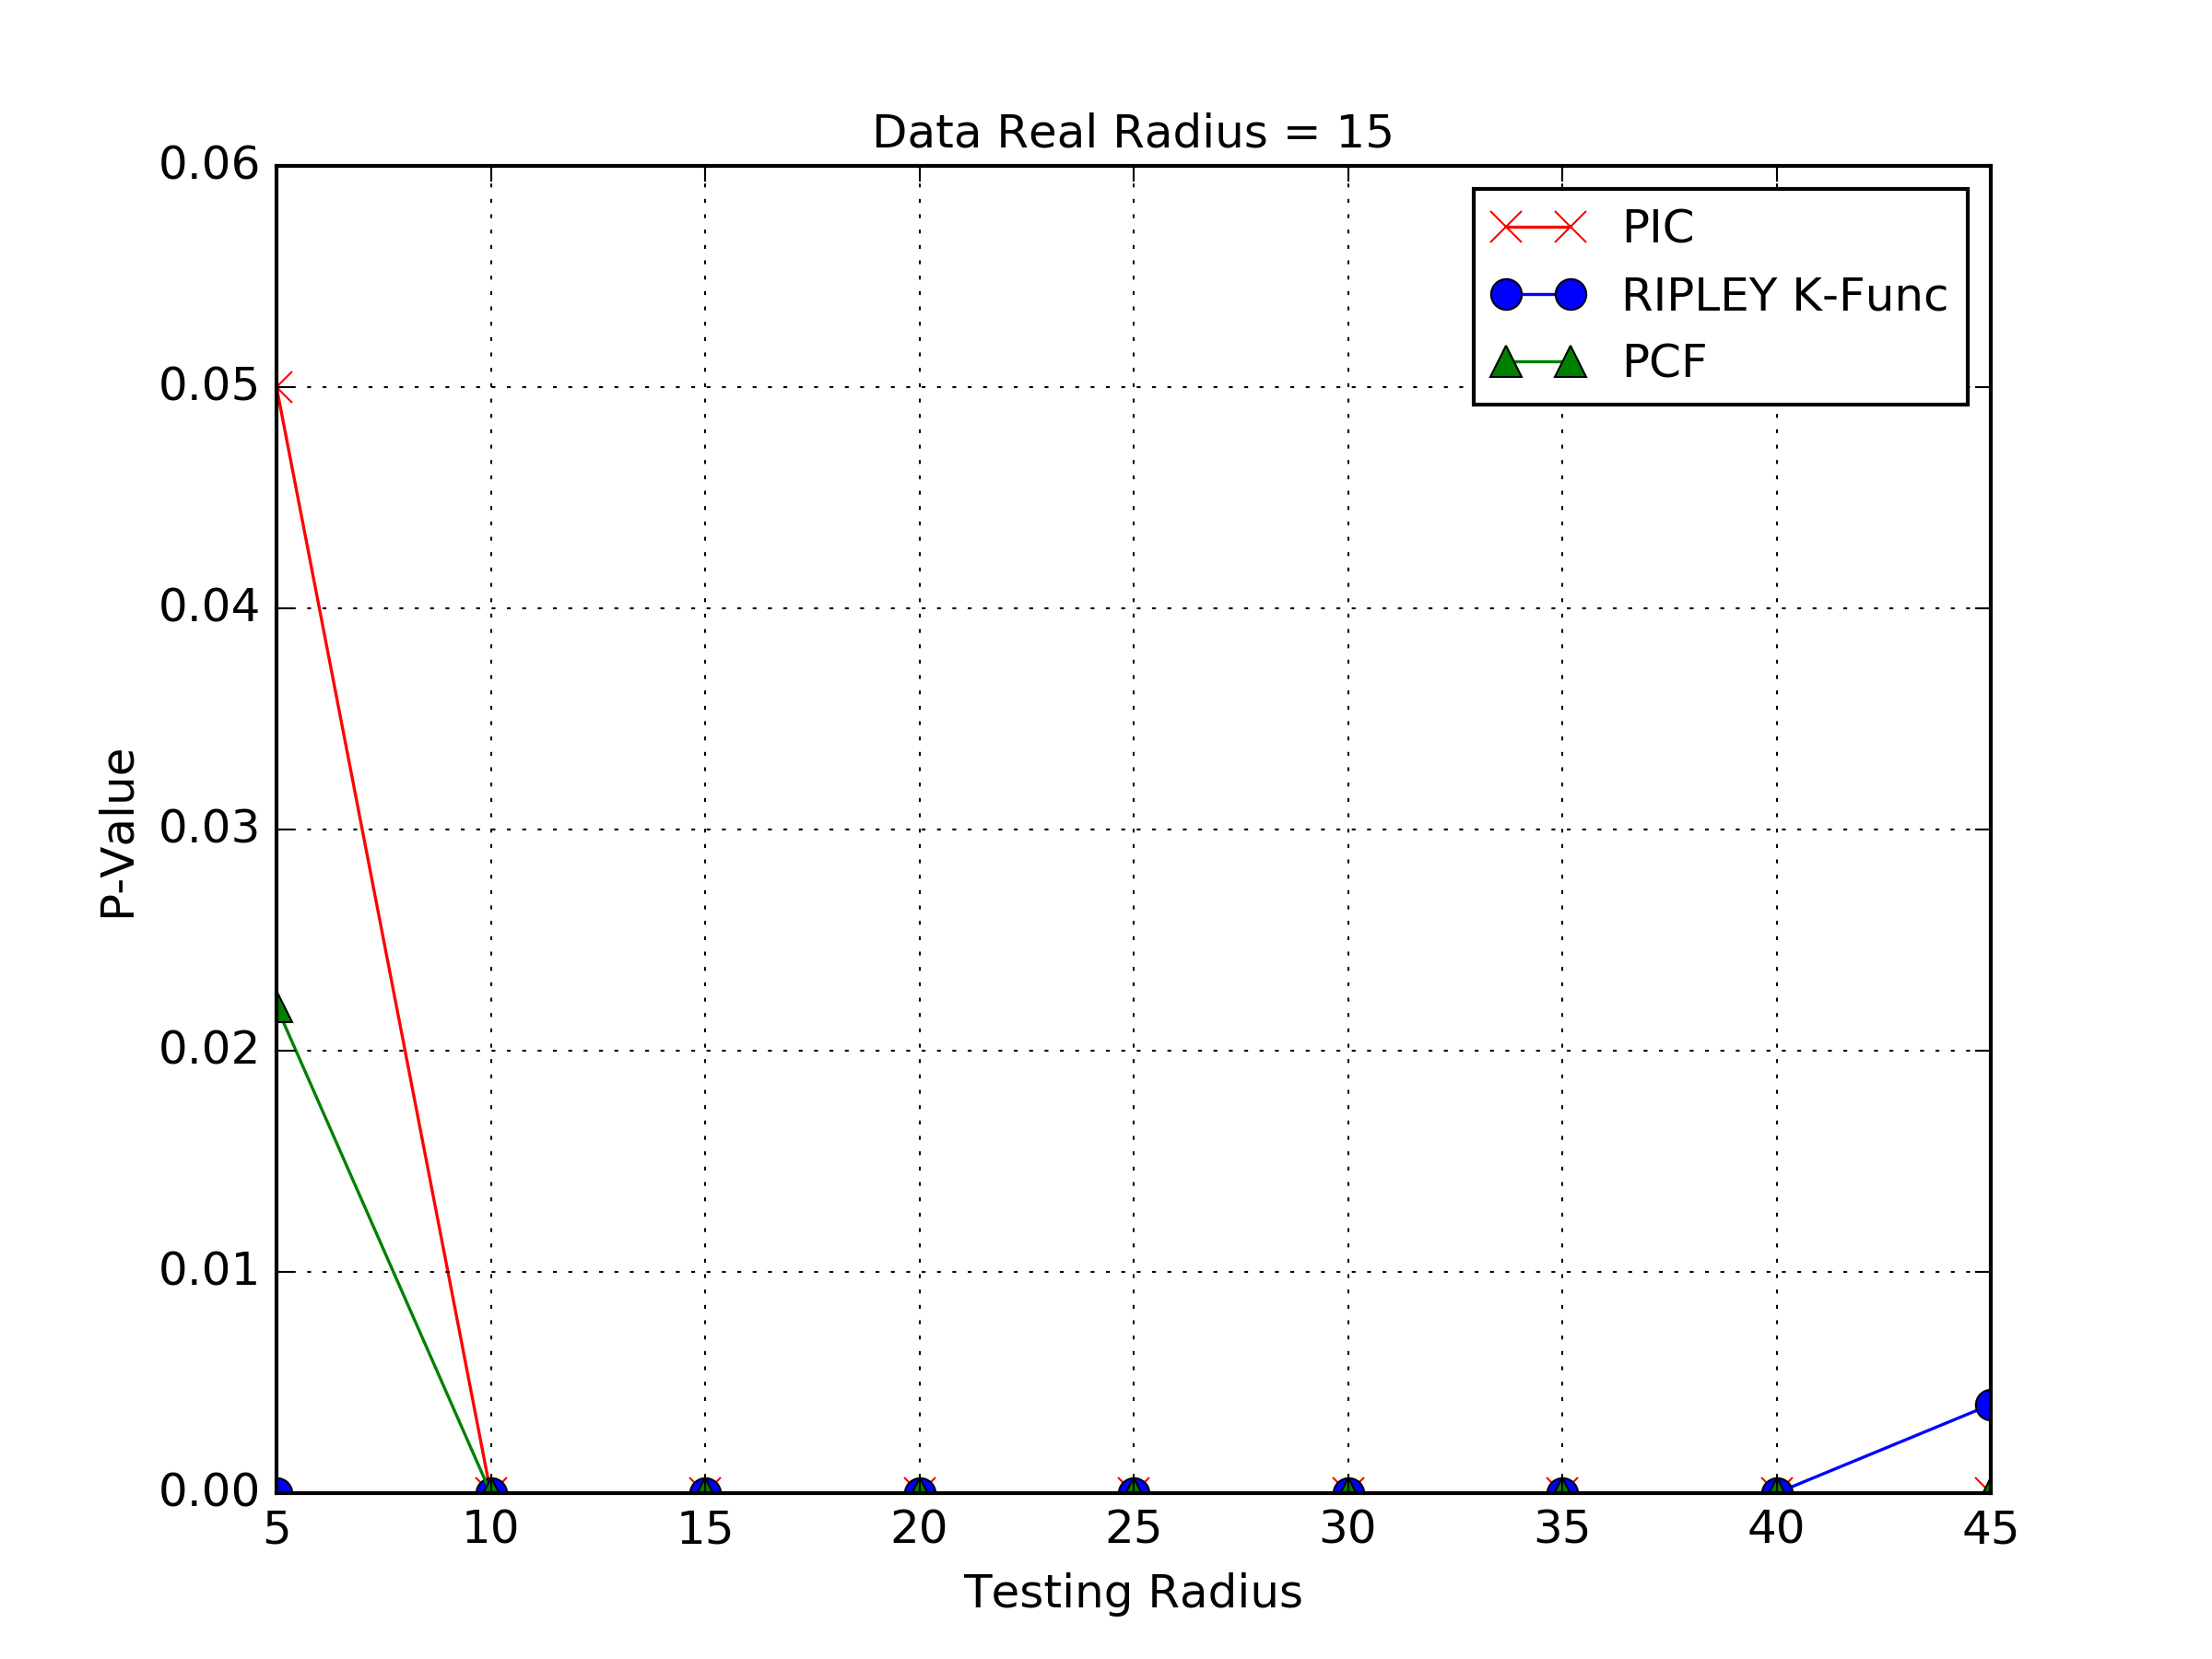 Data Real Radius = 15
0.06
0.05
0.04
0.03
0.02
0.01
0.00
P-Value
PIC
RIPLEY K-Func
PCF
5 10 15 20 25 30 35 40 45
Testing Radius